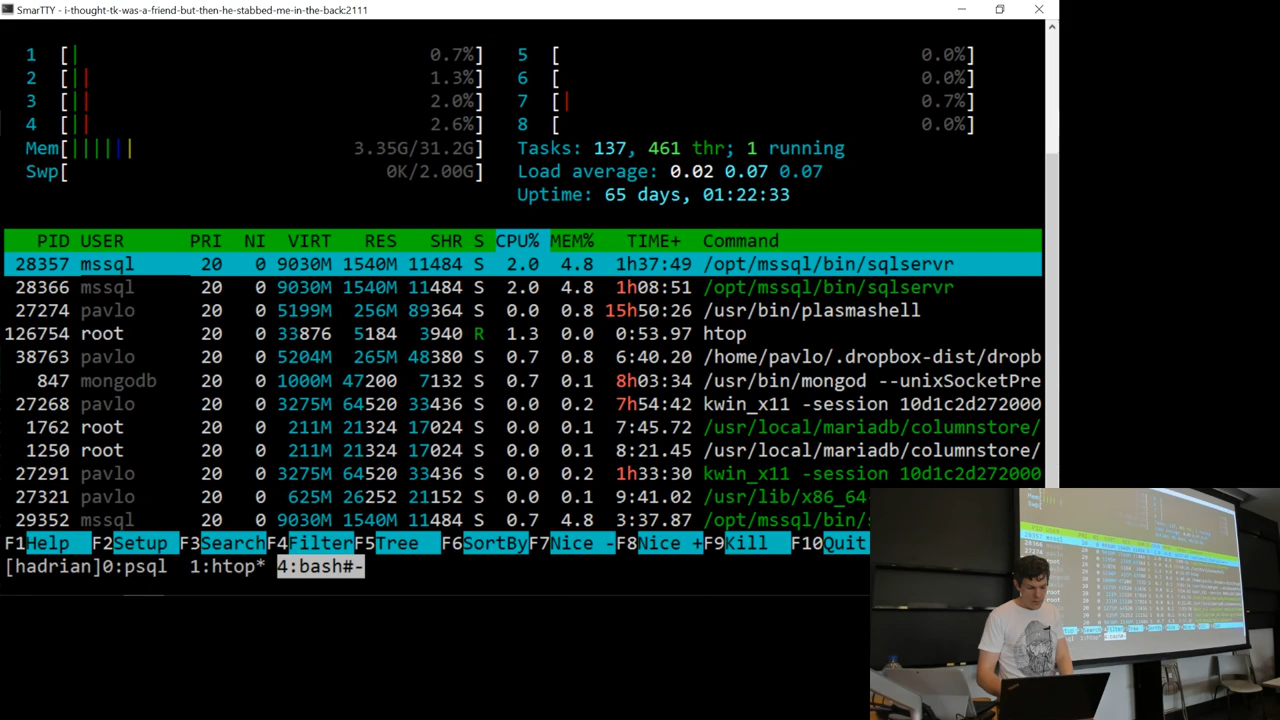 SmarTTY - i-thought-tk-was-a-friend-but-then-he-stabbed-me-in-the-back:2111
1 [| 0.7%] 5 [ 0.0%]
2 [|| 1.3%] 6 [ 0.0%]
3 [|| 2.0%] 7 [| 0.7%]
4 [|| 2.6%] 8 [ 0.0%]
Mem[|||||| 3.35G/31.2G] Tasks: 137, 461 thr; 1 running
Swp[ 0K/2.00G] Load average: 0.02 0.07 0.07
Uptime: 65 days, 01:22:33
PID USER PRI NI VIRT RES SHR S CPU% MEM% TIME+ Command
28357 mssql 20 0 9030M 1540M 11484 S 2.0 4.8 1h37:49 /opt/mssql/bin/sqlservr
28366 mssql 20 0 9030M 1540M 11484 S 2.0 4.8 1h08:51 /opt/mssql/bin/sqlservr
27274 pavlo 20 0 5199M 256M 89364 S 0.0 0.8 15h50:26 /usr/bin/plasmashell
126754 root 20 0 33876 5184 3940 R 1.3 0.0 0:53.97 htop
38763 pavlo 20 0 5204M 265M 48380 S 0.7 0.8 6:40.20 /home/pavlo/.dropbox-dist/dropb
847 mongodb 20 0 1000M 47200 7132 S 0.7 0.1 8h03:34 /usr/bin/mongod --unixSocketPre
27268 pavlo 20 0 3275M 64520 33436 S 0.0 0.2 7h54:42 kwin_x11 -session 10d1c2d272000
1762 root 20 0 211M 21324 17024 S 0.0 0.1 7:45.72 /usr/local/mariadb/columnstore/
1250 root 20 0 211M 21324 17024 S 0.0 0.1 8:21.45 /usr/local/mariadb/columnstore/
27291 pavlo 20 0 3275M 64520 33436 S 0.0 0.2 1h33:30 kwin_x11 -session 10d1c2d272000
27321 pavlo 20 0 625M 26252 21152 S 0.0 0.1 9:41.02 /usr/lib/x86_64
29352 mssql 20 0 9030M 1540M 11484 S 0.7 4.8 3:37.87 /opt/mssql/bin/s
F1Help F2Setup F3SearchF4FilterF5Tree F6SortByF7Nice -F8Nice +F9Kill F10Quit
[hadrian]0:psql 1:htop* 4:bash#-